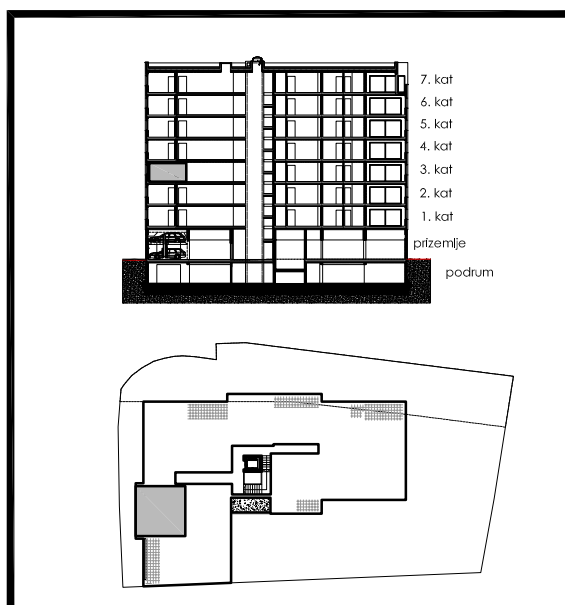 7. kat
6. kat
5. kat
4. kat
3. kat
2. kat
1. kat
prizemlje
podrum